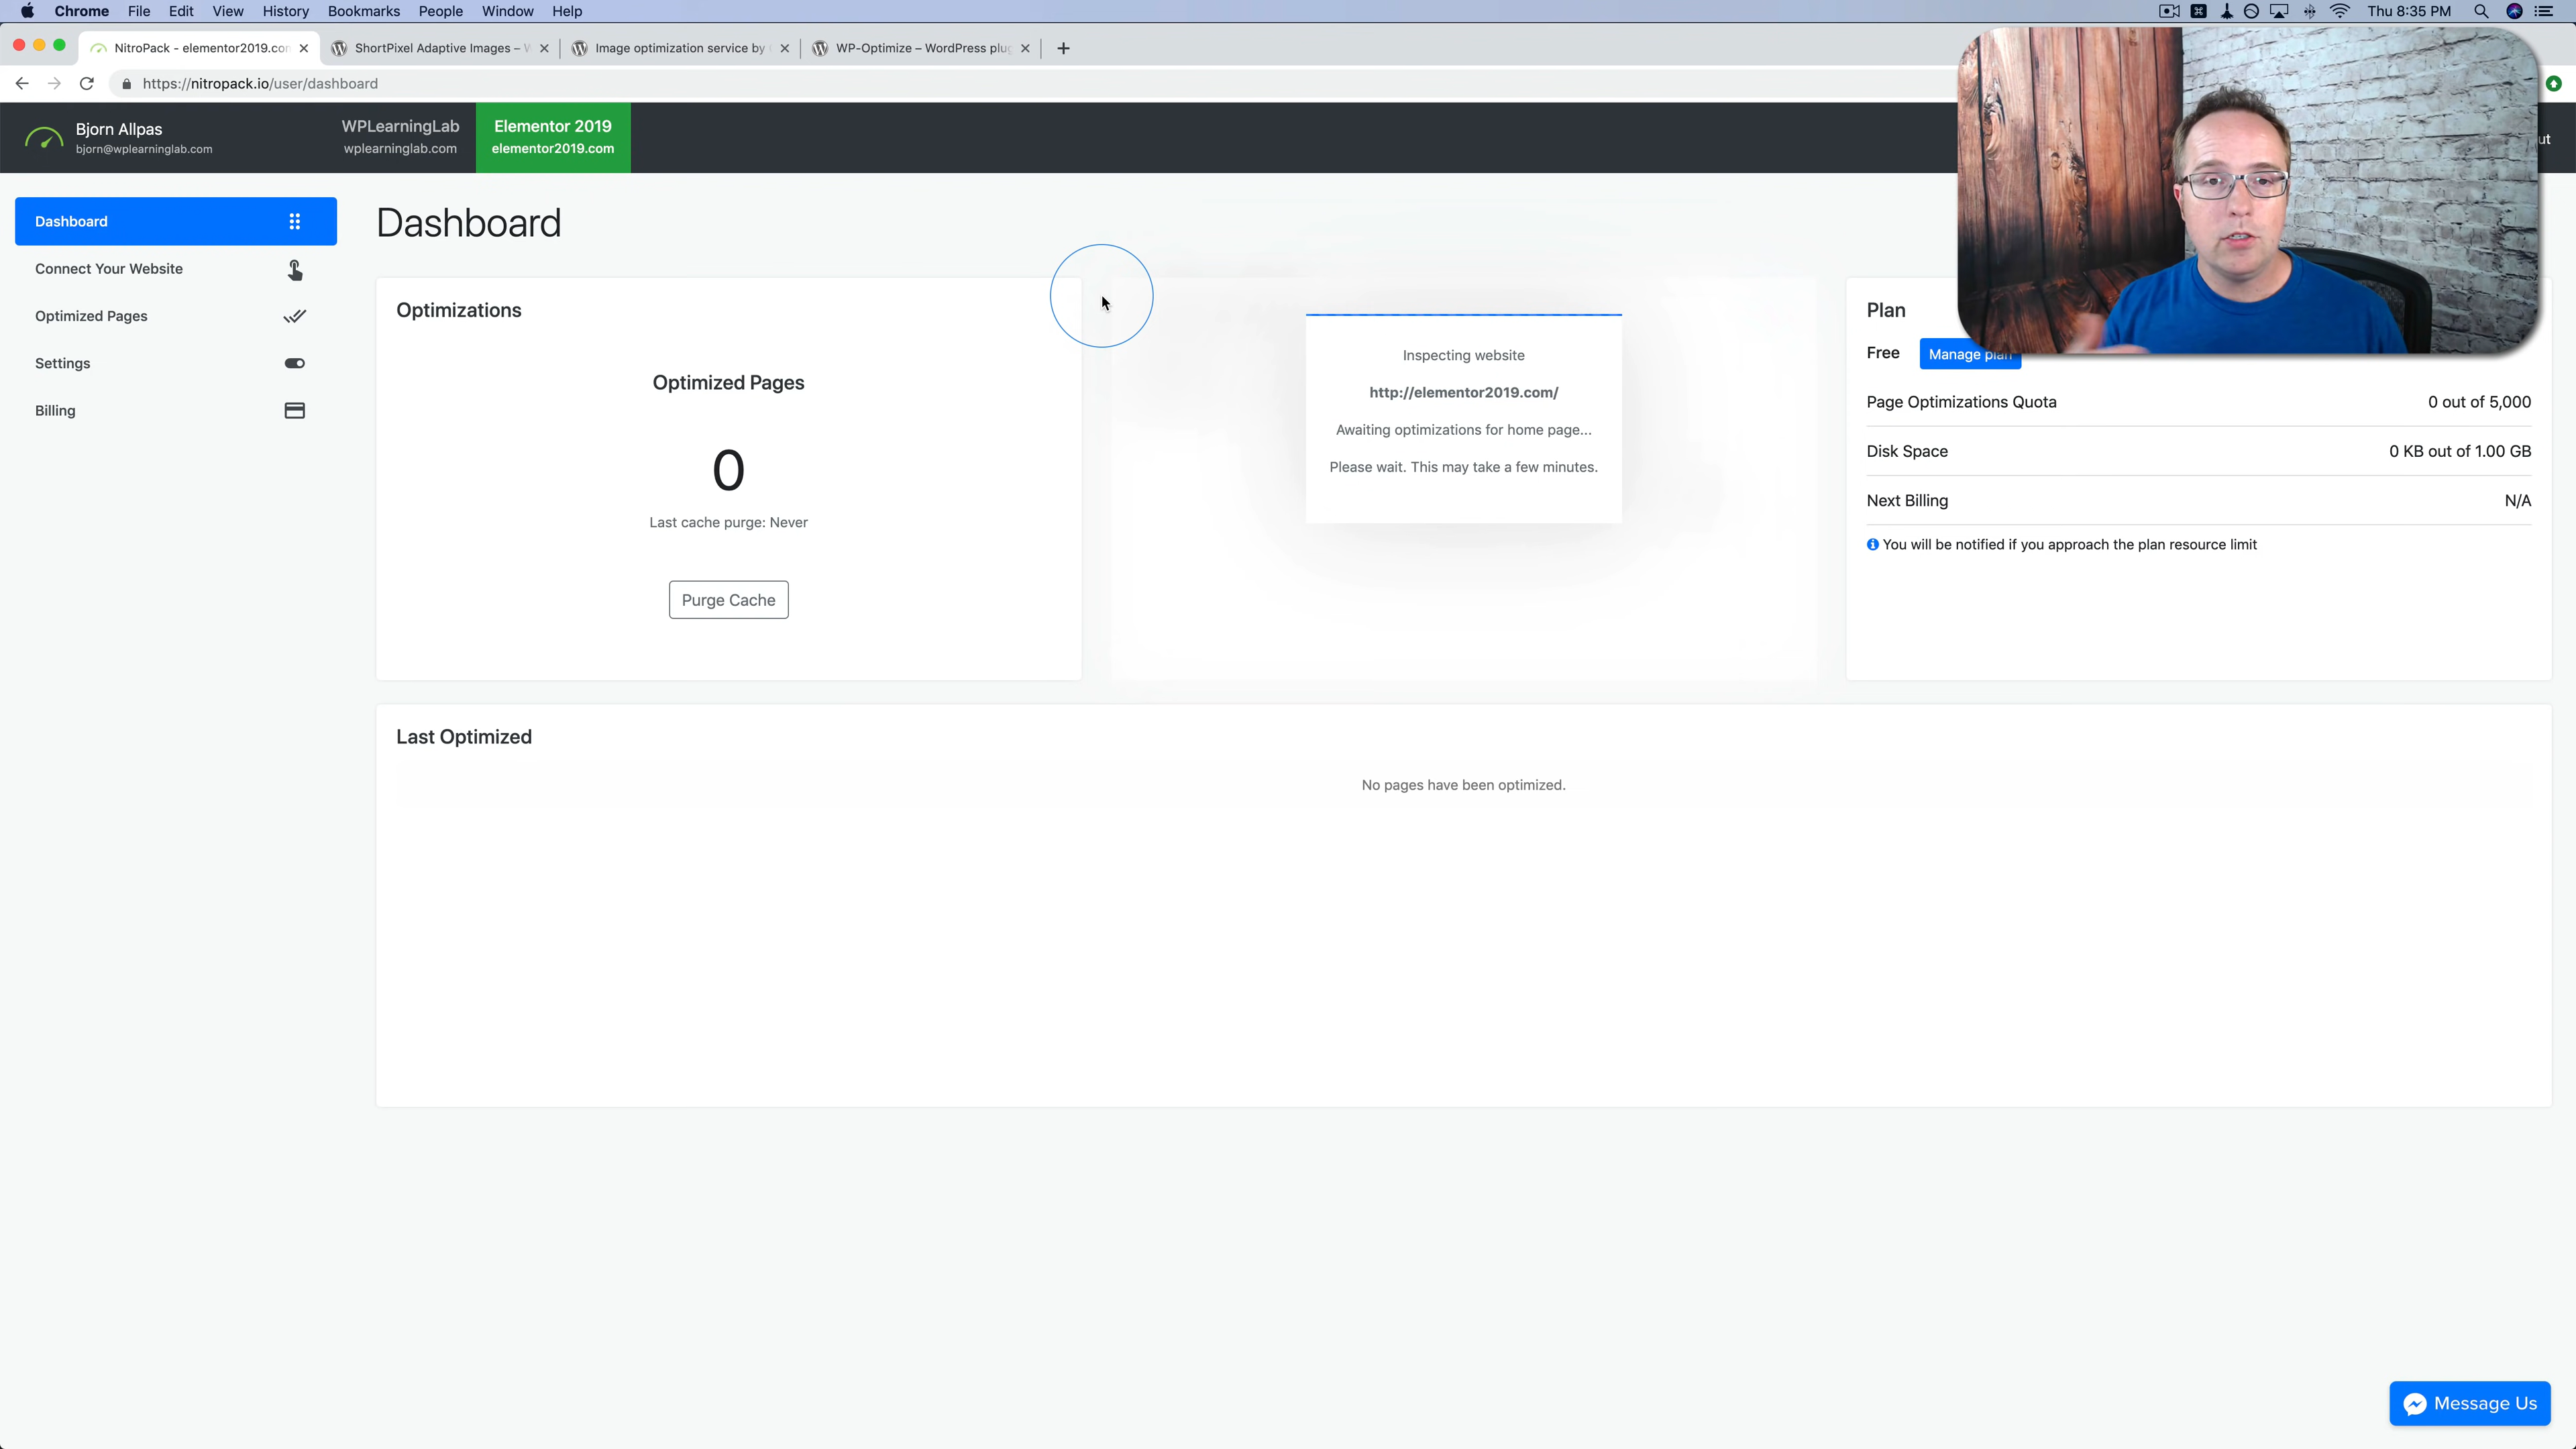 Chrome File Edit View History Bookmarks People Window Help
Thu 8:35 PM
NitroPack - elementor2019.com
ShortPixel Adaptive Images –
Image optimization service by
WP-Optimize – WordPress plug
https://nitropack.io/user/dashboard
Bjorn Allpas
bjorn@wplearninglab.com
WPLearningLab
wplearninglab.com
Elementor 2019
elementor2019.com
ut
Dashboard
Connect Your Website
Optimized Pages
Settings
Billing
Dashboard
Optimizations
Optimized Pages
0
Last cache purge: Never
Purge Cache
Inspecting website
http://elementor2019.com/
Awaiting optimizations for home page...
Please wait. This may take a few minutes.
Plan
Free Manage plan
Page Optimizations Quota 0 out of 5,000
Disk Space 0 KB out of 1.00 GB
Next Billing N/A
You will be notified if you approach the plan resource limit
Last Optimized
No pages have been optimized.
Message Us